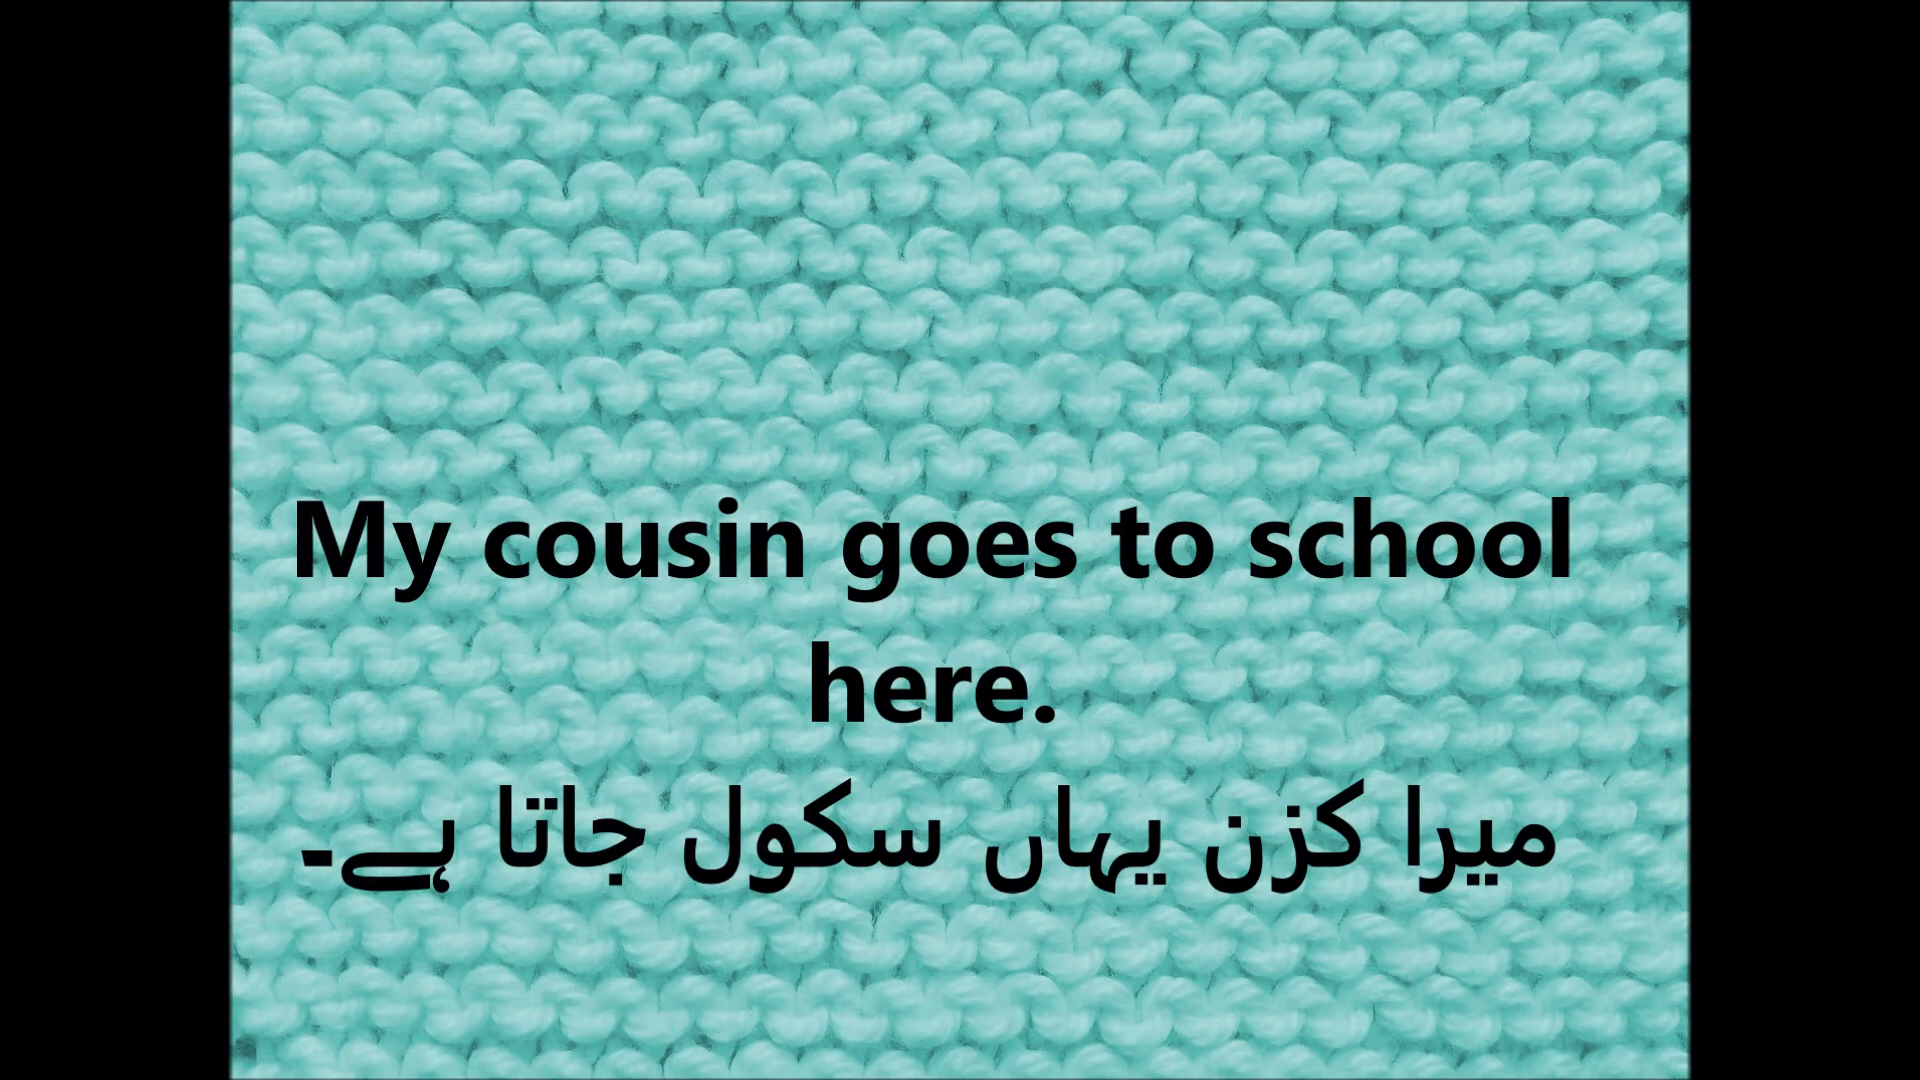 My cousin goes to school
here.
میرا کزن یہاں سکول جاتا ہے۔